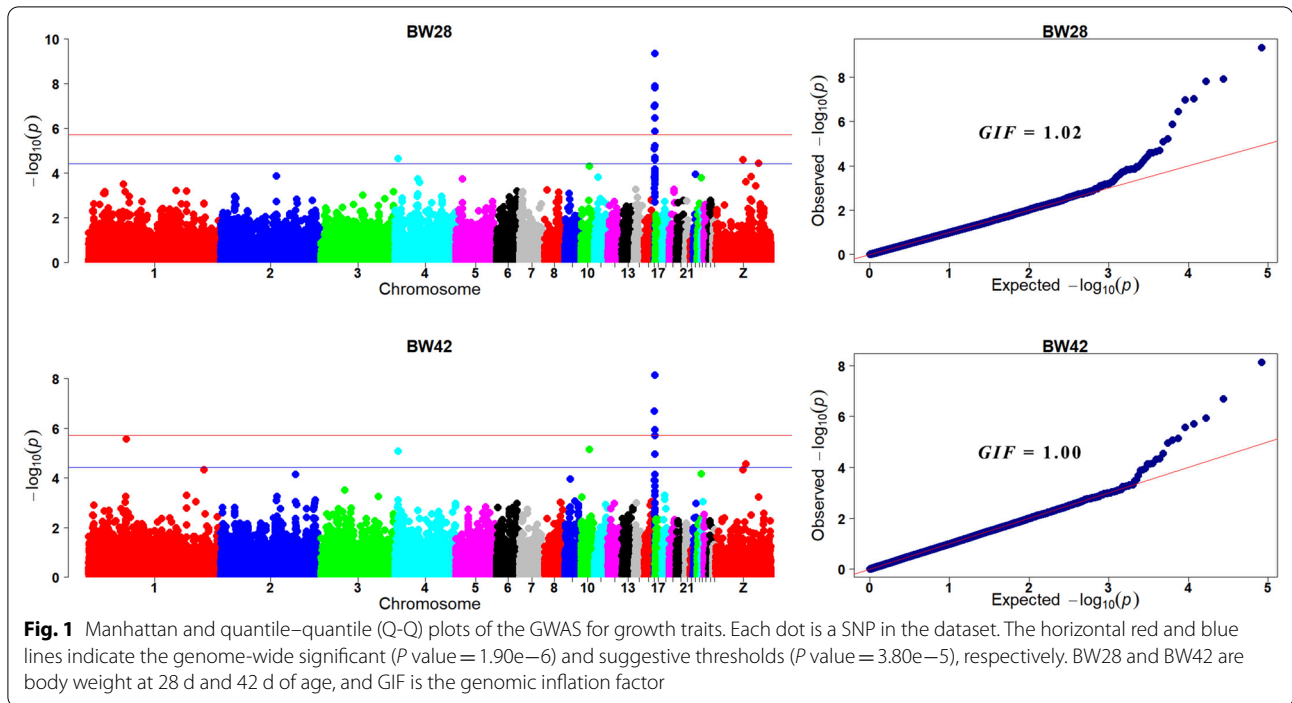 BW28
10
8
6
4
2
0
−log₁₀(p)
1 2 3 4 5 6 7 8 10 13 17 21 Z
Chromosome
BW28
8
6
4
2
0
Observed −log₁₀(p)
GIF = 1.02
0 1 2 3 4 5
Expected −log₁₀(p)
BW42
8
6
4
2
0
−log₁₀(p)
1 2 3 4 5 6 7 8 10 13 17 21 Z
Chromosome
BW42
8
6
4
2
0
Observed −log₁₀(p)
GIF = 1.00
0 1 2 3 4 5
Expected −log₁₀(p)
Fig. 1 Manhattan and quantile–quantile (Q-Q) plots of the GWAS for growth traits. Each dot is a SNP in the dataset. The horizontal red and blue
lines indicate the genome-wide significant (P value = 1.90e−6) and suggestive thresholds (P value = 3.80e−5), respectively. BW28 and BW42 are
body weight at 28 d and 42 d of age, and GIF is the genomic inflation factor